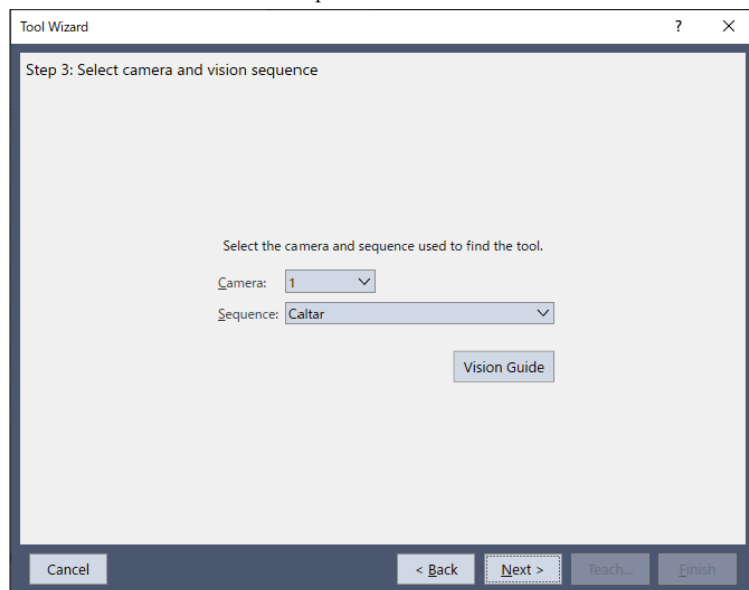 Tool Wizard ? ×
Step 3: Select camera and vision sequence
Select the camera and sequence used to find the tool.
Camera: 1
Sequence: Caltar
Vision Guide
Cancel < Back Next > Teach... Finish